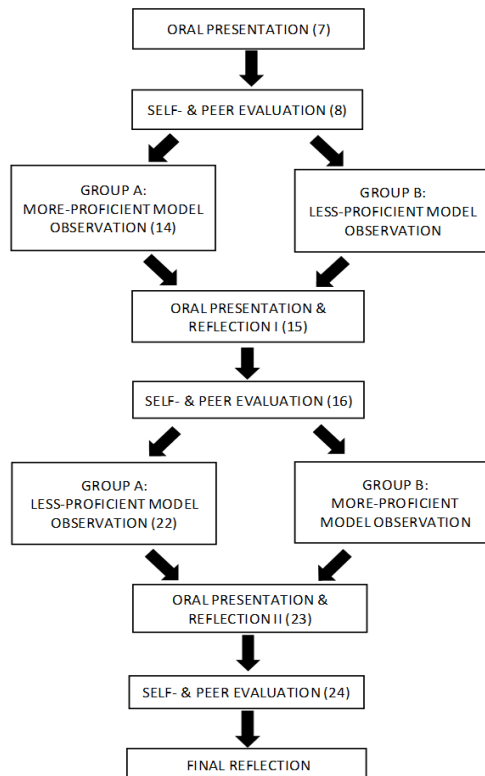 ORAL PRESENTATION (7)
SELF- & PEER EVALUATION (8)
GROUP A:
MORE-PROFICIENT MODEL
OBSERVATION (14)
GROUP B:
LESS-PROFICIENT MODEL
OBSERVATION
ORAL PRESENTATION &
REFLECTION I (15)
SELF- & PEER EVALUATION (16)
GROUP A:
LESS-PROFICIENT MODEL
OBSERVATION (22)
GROUP B:
MORE-PROFICIENT
MODEL OBSERVATION
ORAL PRESENTATION &
REFLECTION II (23)
SELF- & PEER EVALUATION (24)
FINAL REFLECTION